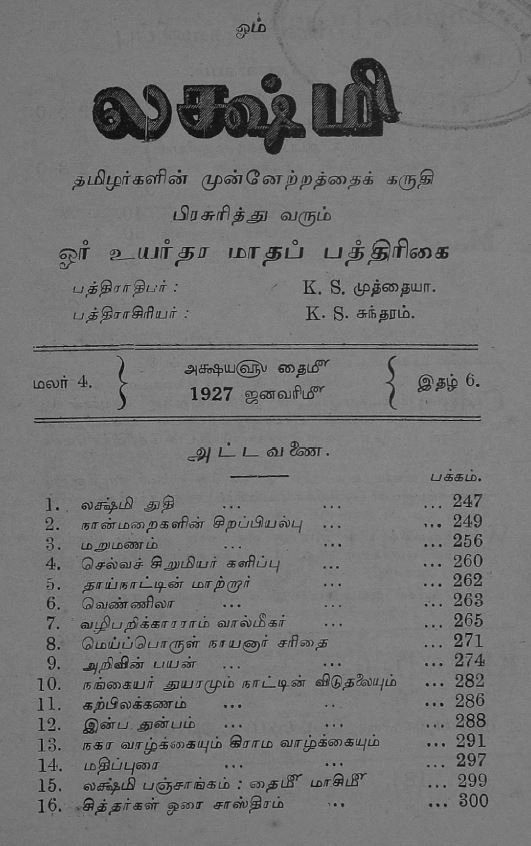 ஓம்
லக்ஷ்மி
தமிழர்களின் முன்னேற்றத்தைக் கருதி
பிரசுரித்து வரும்
ஓர் உயர்தர மாதப் பத்திரிகை
பத்திராதிபர் : K. S. முத்தையா.
பத்திராசிரியர் : K. S. சுந்தரம்.
மலர் 4. அக்ஷய௵ தை௴ இதழ் 6.
1927 ஜனவரி௴
அட்டவணை.
பக்கம்.
1. லக்ஷ்மி துதி ... ... ... 247
2. நான்மறைகளின் சிறப்பியல்பு ... ... 249
3. மறுமணம் ... ... ... 256
4. செல்வச் சிறுமியர் களிப்பு ... ... 260
5. தாய்நாட்டின் மாற்றார் ... ... 262
6. வெண்ணிலா ... ... ... 263
7. வழிபறிக்காரராம் வால்மீகர் ... ... 265
8. மெய்ப்பொருள் நாயனார் சரிதை ... 271
9. அறிவின் பயன் ... ... ... 274
10. நங்கையர் துயரமும் நாட்டின் விடுதலையும் ... 282
11. கற்பிலக்கணம் ... .. ... 286
12. இன்ப துன்பம் ... ... ... 288
13. நகர வாழ்க்கையும் கிராம வாழ்க்கையும் ... 291
14. மதிப்புரை ... ... ... 297
15. லக்ஷ்மி பஞ்சாங்கம் : தை௴ மாசி௴ ... 299
16. சித்தர்கள் ஓரை சாஸ்திரம் ... ... 300